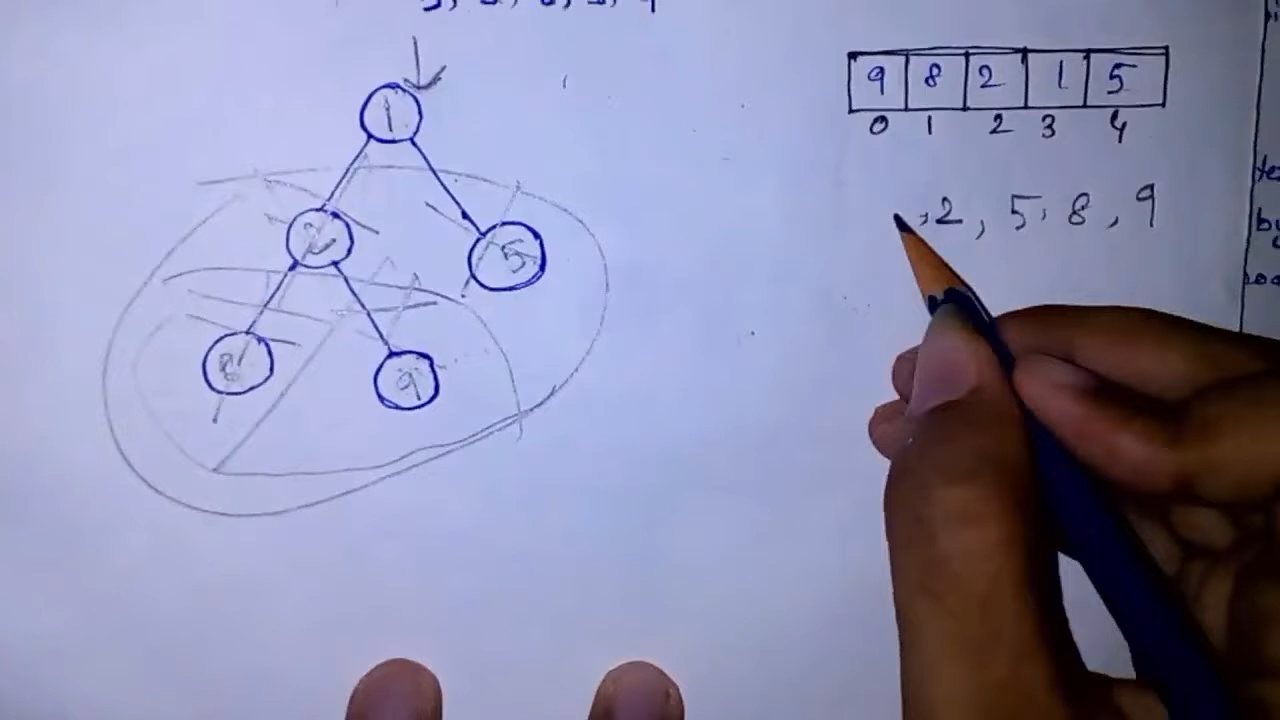 1
2 5
8 9
9 8 2 1 5
0 1 2 3 4
, 2, 5, 8, 9